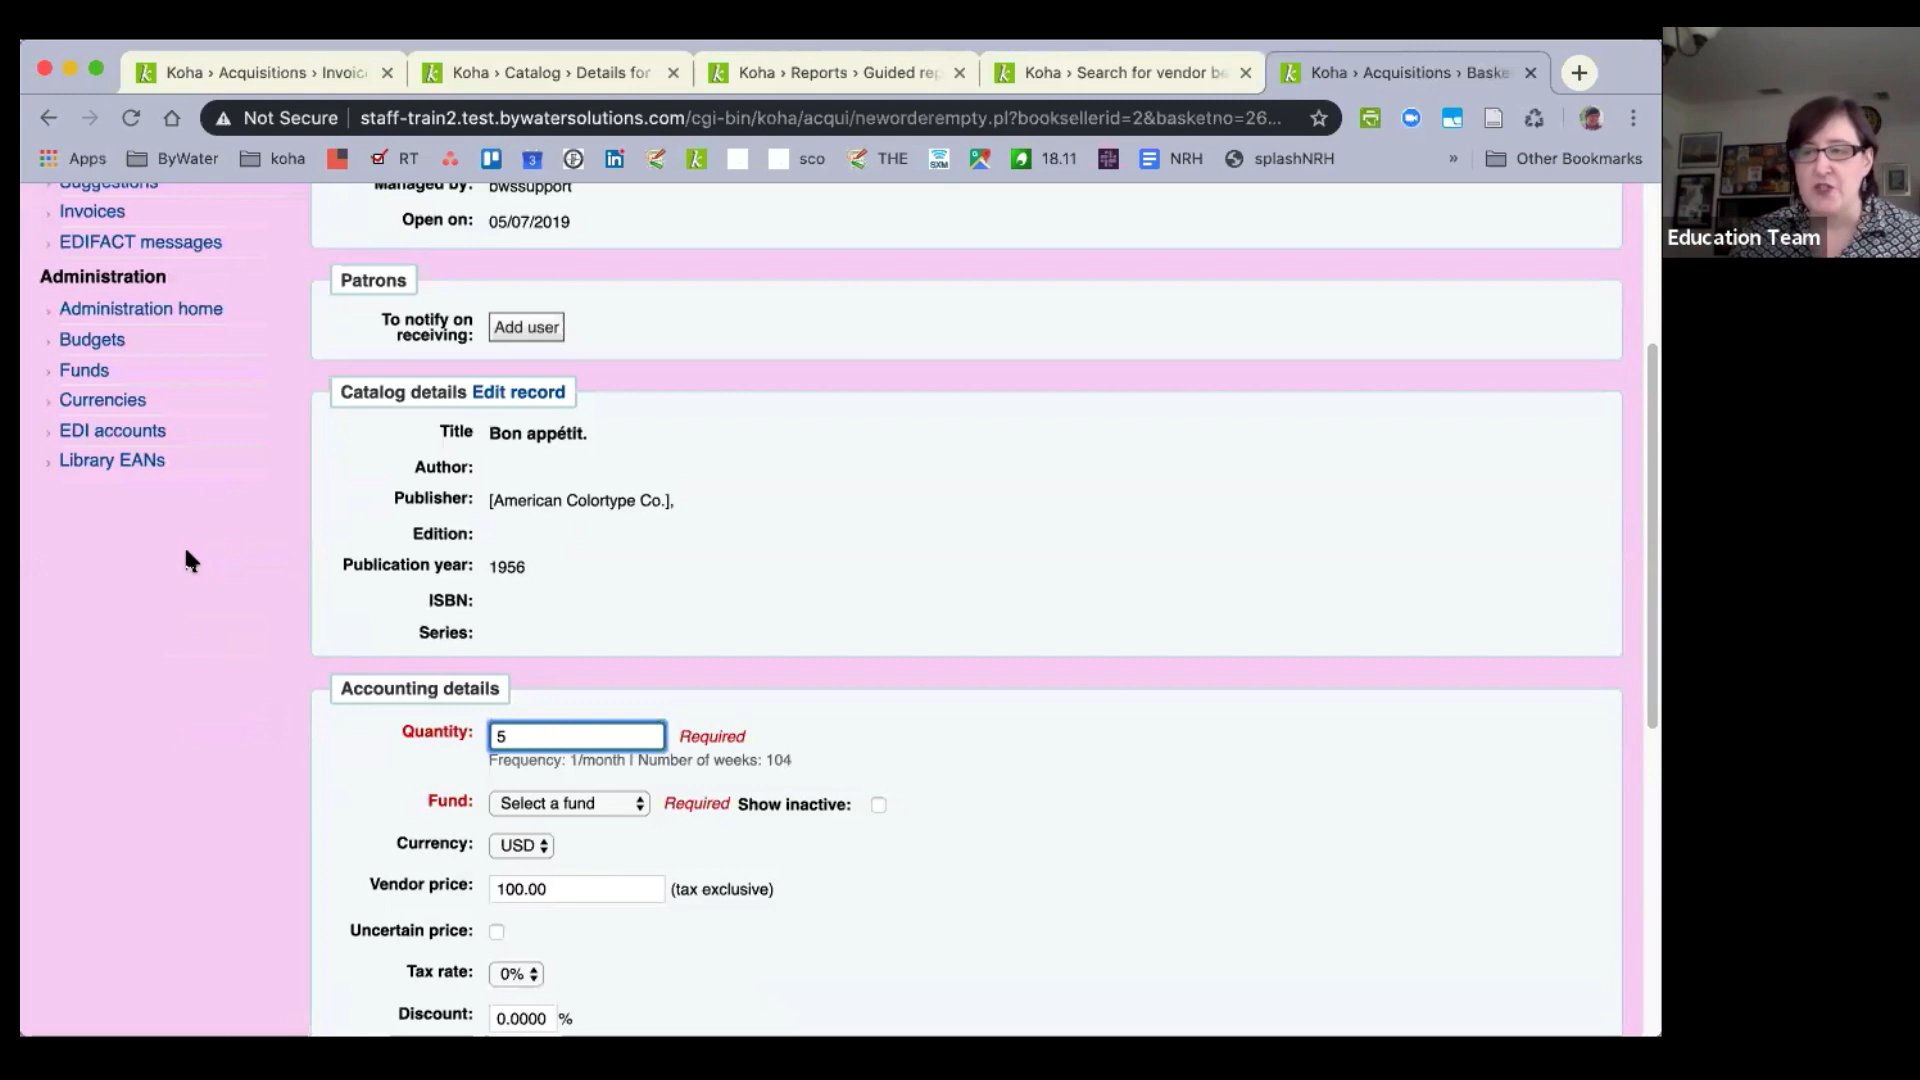 Koha › Acquisitions › Invoic
Koha › Catalog › Details for
Koha › Reports › Guided re
Koha › Search for vendor b
Koha › Acquisitions › Baske
Not Secure
staff-train2.test.bywatersolutions.com/cgi-bin/koha/acqui/neworderempty.pl?booksellerid=2&basketno=26...
Apps
ByWater
koha
RT
3
sco
THE
SXM
18.11
NRH
splashNRH
»
Other Bookmarks
Suggestions
Invoices
EDIFACT messages
Administration
Administration home
Budgets
Funds
Currencies
EDI accounts
Library EANs
Managed by: bwssupport
Open on: 05/07/2019
Patrons
To notify on receiving: Add user
Catalog details Edit record
Title Bon appétit.
Author:
Publisher: [American Colortype Co.],
Edition:
Publication year: 1956
ISBN:
Series:
Accounting details
Quantity: 5 Required
Frequency: 1/month | Number of weeks: 104
Fund: Select a fund Required Show inactive:
Currency: USD
Vendor price: 100.00 (tax exclusive)
Uncertain price:
Tax rate: 0%
Discount: 0.0000 %
Education Team